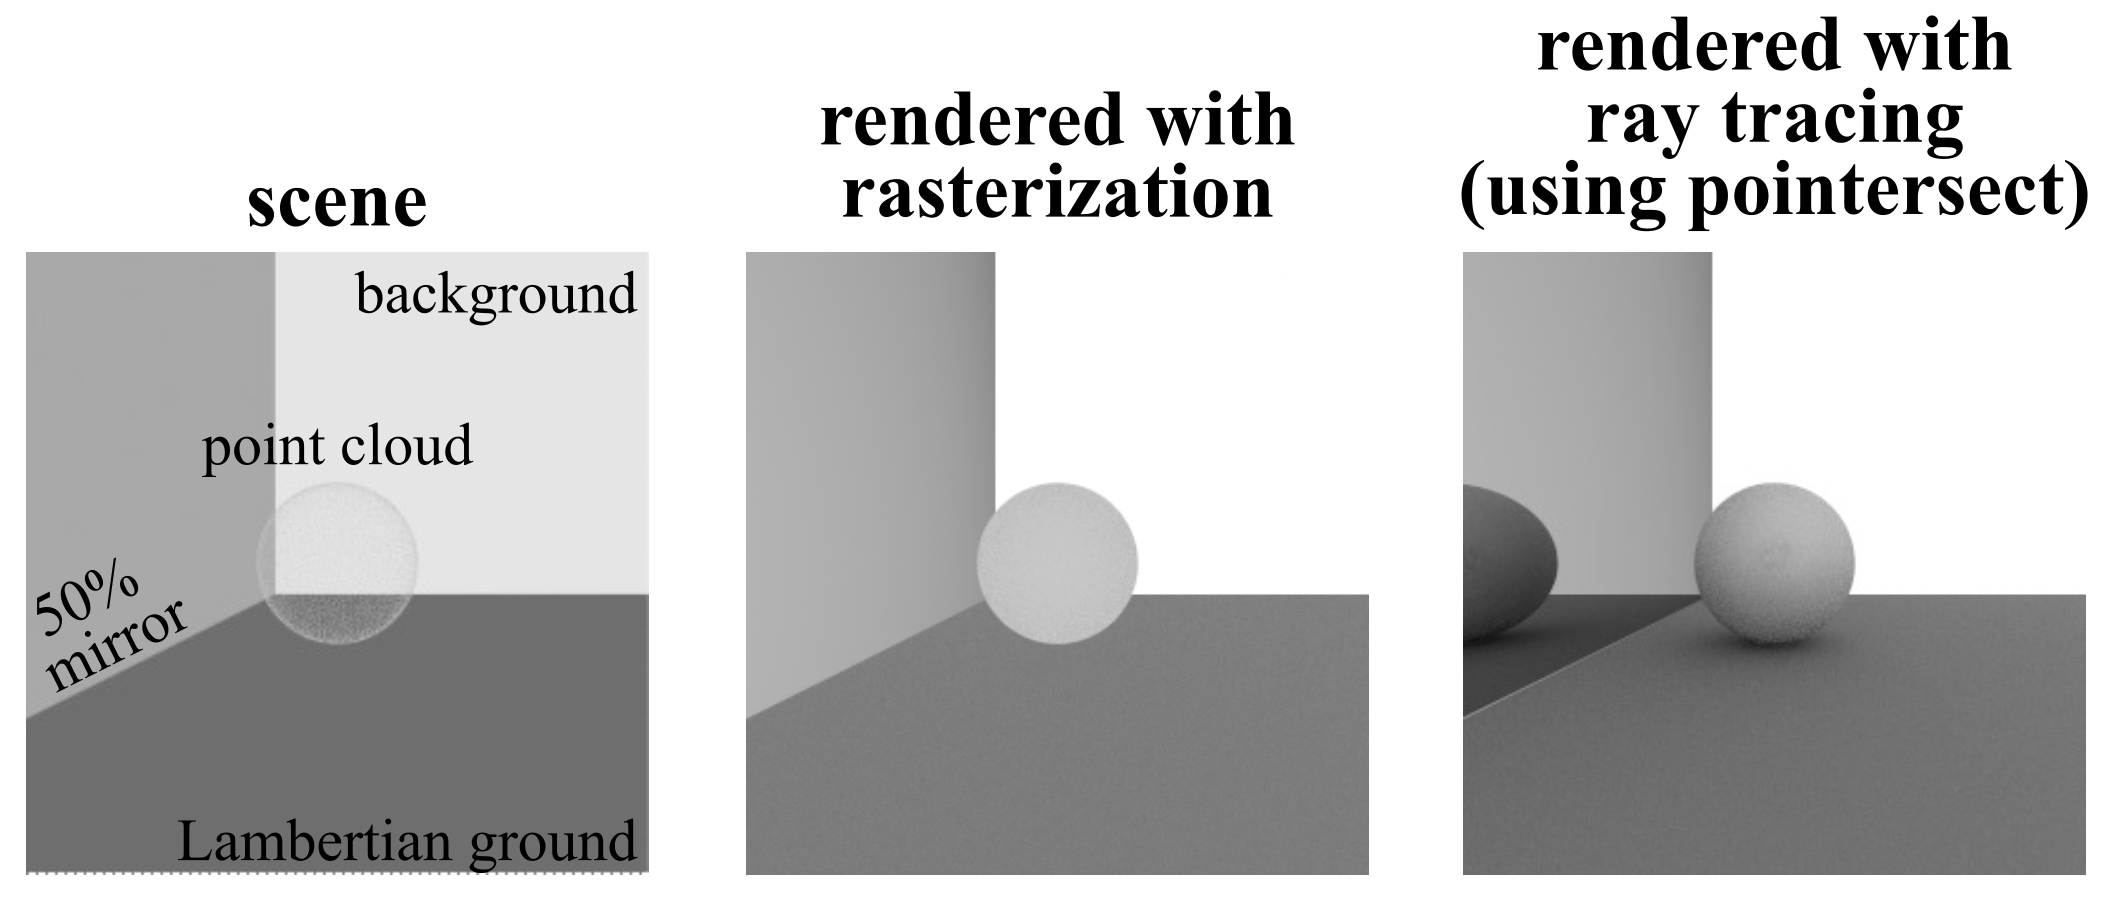 scene
background
point cloud
50%
mirror
Lambertian ground
rendered with
rasterization
rendered with
ray tracing
(using pointersect)